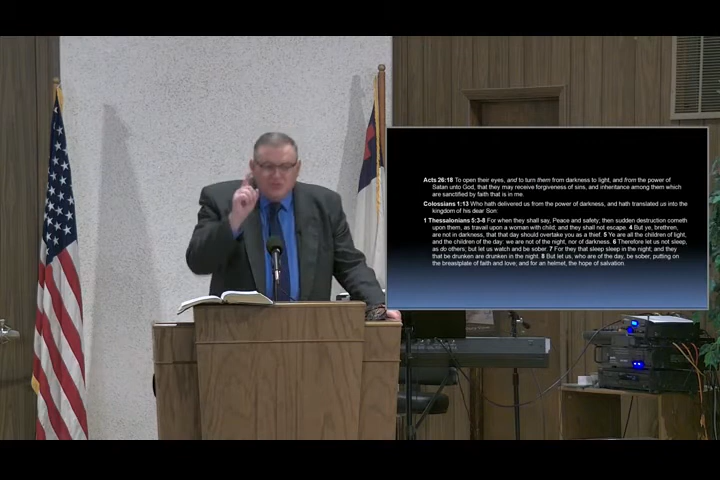 Acts 26:18 To open their eyes, and to turn them from darkness to light, and from the power of
Satan unto God, that they may receive forgiveness of sins, and inheritance among them which
are sanctified by faith that is in me.
Colossians 1:13 Who hath delivered us from the power of darkness, and hath translated us into the
kingdom of his dear Son:
1 Thessalonians 5:3-8 For when they shall say, Peace and safety; then sudden destruction cometh
upon them, as travail upon a woman with child; and they shall not escape. 4 But ye, brethren,
are not in darkness, that that day should overtake you as a thief. 5 Ye are all the children of light,
and the children of the day: we are not of the night, nor of darkness. 6 Therefore let us not sleep,
as do others; but let us watch and be sober. 7 For they that sleep sleep in the night; and they
that be drunken are drunken in the night. 8 But let us, who are of the day, be sober, putting on
the breastplate of faith and love; and for an helmet, the hope of salvation.